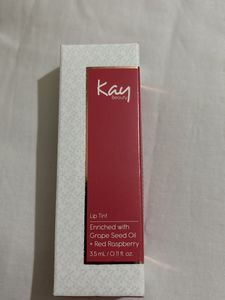 Kay
Beauty
Lip Tint
Enriched with
Grape Seed Oil
+ Red Raspberry
3.5 mL / 0.11 fl. oz.